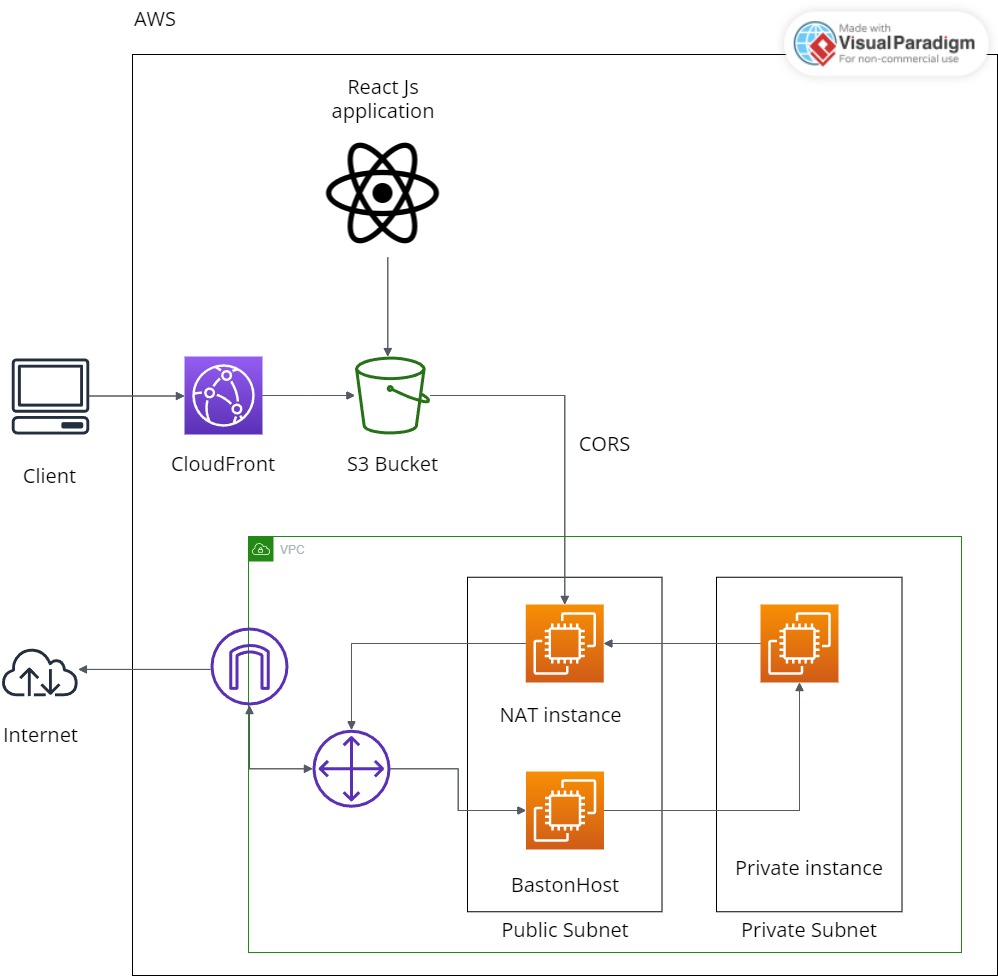 AWS
Made with
Visual Paradigm
For non-commercial use
React Js
application
Client
CloudFront
S3 Bucket
CORS
VPC
Internet
NAT instance
BastonHost
Private instance
Public Subnet
Private Subnet